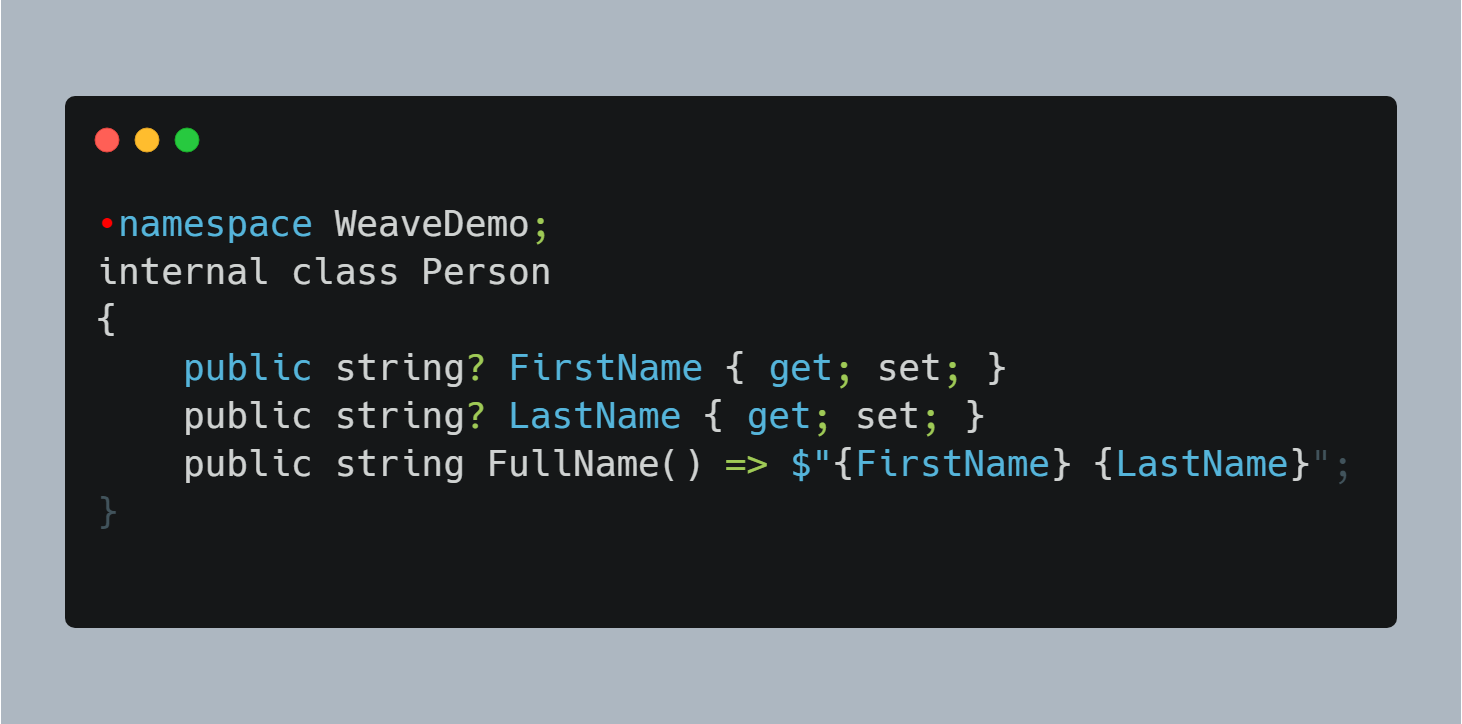 •namespace WeaveDemo;
internal class Person
{
    public string? FirstName { get; set; }
    public string? LastName { get; set; }
    public string FullName() => $"{FirstName} {LastName}";
}